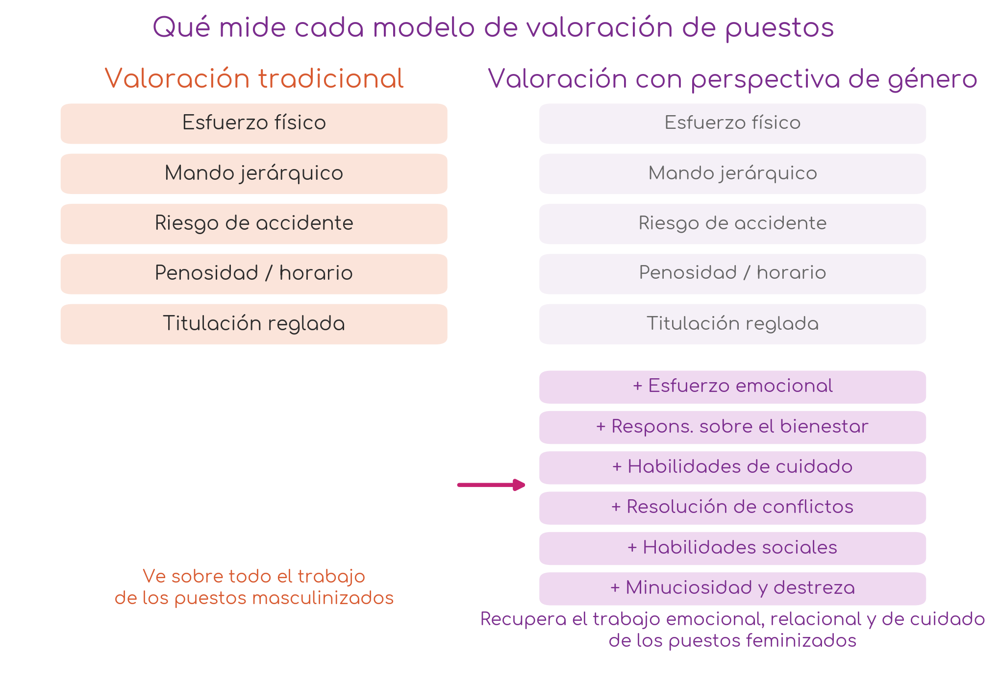 Qué mide cada modelo de valoración de puestos
Valoración tradicional
Esfuerzo físico
Mando jerárquico
Riesgo de accidente
Penosidad / horario
Titulación reglada
Ve sobre todo el trabajo
de los puestos masculinizados
Valoración con perspectiva de género
Esfuerzo físico
Mando jerárquico
Riesgo de accidente
Penosidad / horario
Titulación reglada
+ Esfuerzo emocional
+ Respons. sobre el bienestar
+ Habilidades de cuidado
+ Resolución de conflictos
+ Habilidades sociales
+ Minuciosidad y destreza
Recupera el trabajo emocional, relacional y de cuidado
de los puestos feminizados